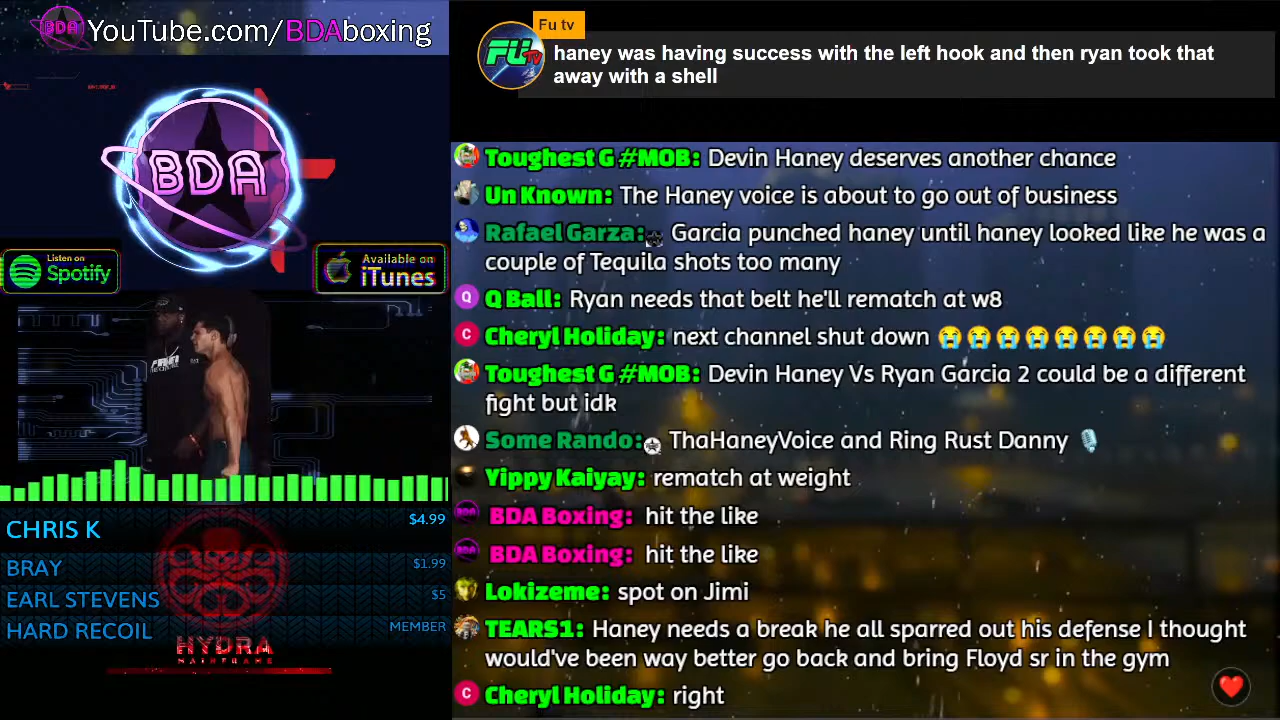 BDA
YouTube.com/BDAboxing
BDA
Listen on
Spotify
Available on
iTunes
CHRIS K $4.99
BRAY $1.99
EARL STEVENS $5
HARD RECOIL MEMBER
HYDRA
MAINFRAME
Fu tv
FU TV
haney was having success with the left hook and then ryan took that
away with a shell
Toughest G #MOB: Devin Haney deserves another chance
Un Known: The Haney voice is about to go out of business
Rafael Garza: Garcia punched haney until haney looked like he was a
couple of Tequila shots too many
Q
Q Ball: Ryan needs that belt he'll rematch at w8
C
Cheryl Holiday: next channel shut down 😭😭😭😭😭😭😭😭
Toughest G #MOB: Devin Haney Vs Ryan Garcia 2 could be a different
fight but idk
Some Rando: ThaHaneyVoice and Ring Rust Danny 🎙️
Yippy Kaiyay: rematch at weight
BDA Boxing: hit the like
BDA Boxing: hit the like
Lokizeme: spot on Jimi
TEARS1: Haney needs a break he all sparred out his defense I thought
would've been way better go back and bring Floyd sr in the gym
C
Cheryl Holiday: right